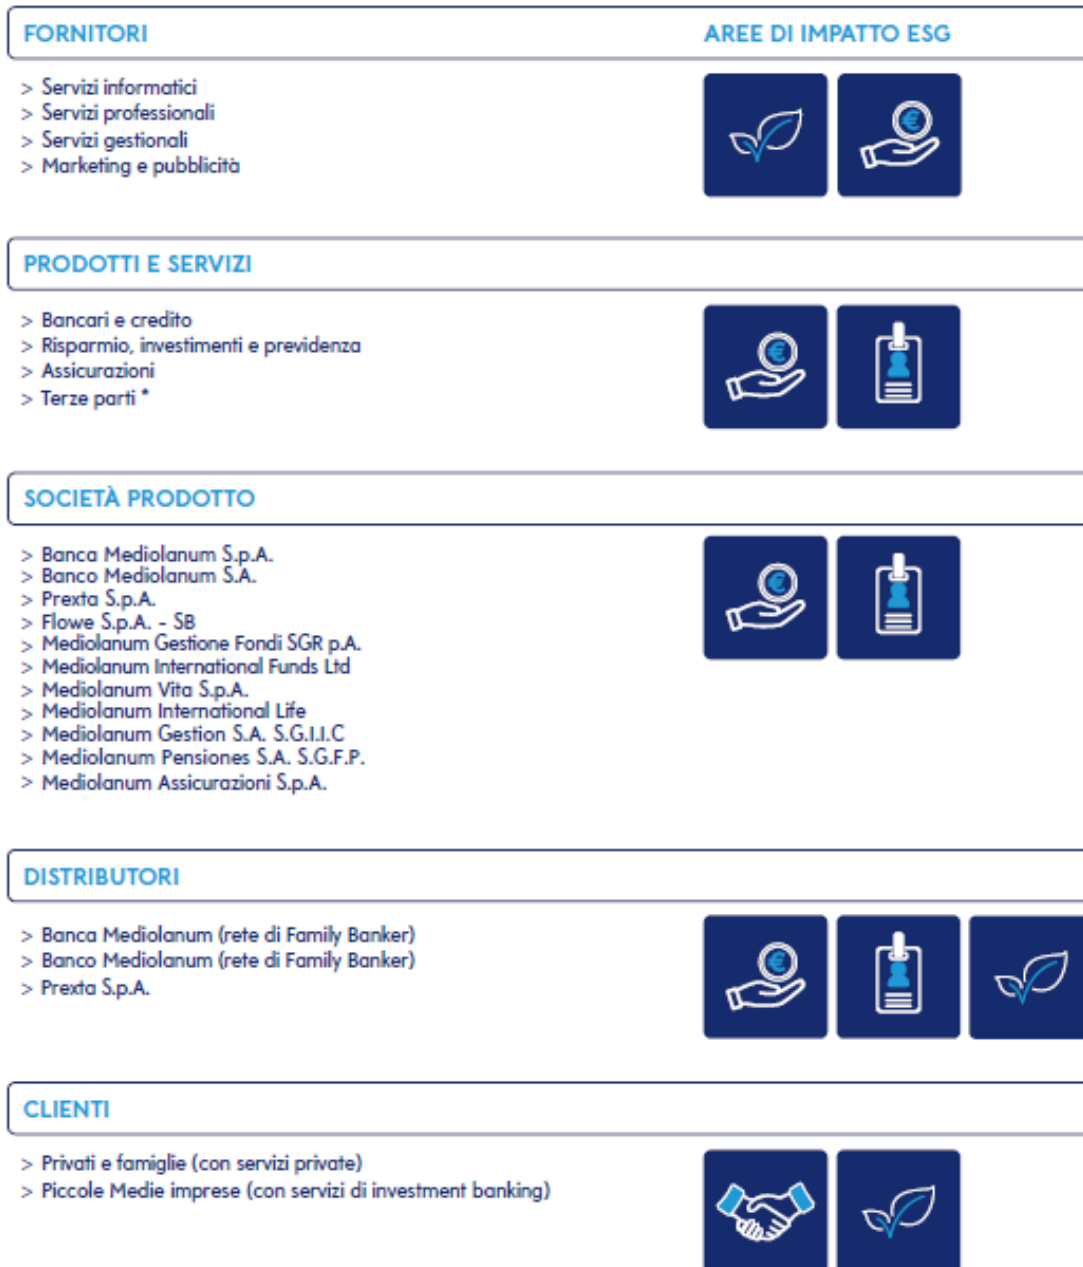 FORNITORI AREE DI IMPATTO ESG
> Servizi informatici
> Servizi professionali
> Servizi gestionali
> Marketing e pubblicità
€
PRODOTTI E SERVIZI
> Bancari e credito
> Risparmio, investimenti e previdenza
> Assicurazioni
> Terze parti *
€
SOCIETÀ PRODOTTO
> Banca Mediolanum S.p.A.
> Banco Mediolanum S.A.
> Prexta S.p.A.
> Flowe S.p.A. - SB
> Mediolanum Gestione Fondi SGR p.A.
> Mediolanum International Funds Ltd
> Mediolanum Vita S.p.A.
> Mediolanum International Life
> Mediolanum Gestion S.A. S.G.I.I.C
> Mediolanum Pensiones S.A. S.G.F.P.
> Mediolanum Assicurazioni S.p.A.
€
DISTRIBUTORI
> Banca Mediolanum (rete di Family Banker)
> Banco Mediolanum (rete di Family Banker)
> Prexta S.p.A.
€
CLIENTI
> Privati e famiglie (con servizi private)
> Piccole Medie imprese (con servizi di investment banking)